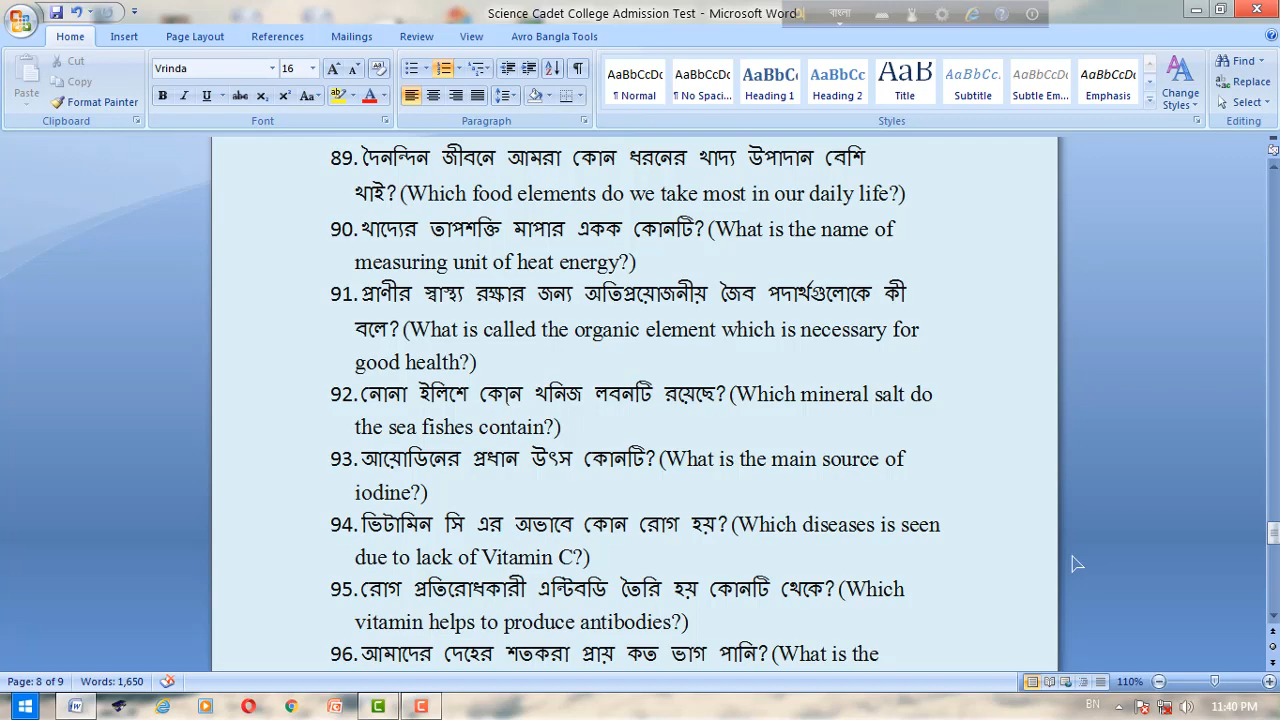 Science Cadet College Admission Test - Microsoft Word
বাংলা
Home Insert Page Layout References Mailings Review View Avro Bangla Tools
Paste
Cut
Copy
Format Painter
Clipboard
Vrinda 16
Font
Paragraph
AaBbCcDc AaBbCcDc AaBbCc AaBbCc AaB AaBbCc. AaBbCcDc AaBbCcDc
¶ Normal ¶ No Spaci... Heading 1 Heading 2 Title Subtitle Subtle Em... Emphasis
Change Styles
Styles
Find
Replace
Select
Editing
89. দৈনন্দিন জীবনে আমরা কোন ধরনের খাদ্য উপাদান বেশি
খাই? (Which food elements do we take most in our daily life?)
90. খাদ্যের তাপশক্তি মাপার একক কোনটি? (What is the name of
measuring unit of heat energy?)
91. প্রাণীর স্বাস্থ্য রক্ষার জন্য অতিপ্রয়োজনীয় জৈব পদার্থগুলোকে কী
বলে? (What is called the organic element which is necessary for
good health?)
92. নোনা ইলিশে কোন্ খনিজ লবনটি রয়েছে? (Which mineral salt do
the sea fishes contain?)
93. আয়োডিনের প্রধান উৎস কোনটি? (What is the main source of
iodine?)
94. ভিটামিন সি এর অভাবে কোন রোগ হয়? (Which diseases is seen
due to lack of Vitamin C?)
95. রোগ প্রতিরোধকারী এন্টিবডি তৈরি হয় কোনটি থেকে? (Which
vitamin helps to produce antibodies?)
96. আমাদের দেহের শতকরা প্রায় কত ভাগ পানি? (What is the
Page: 8 of 9 Words: 1,650 110%
BN 11:40 PM